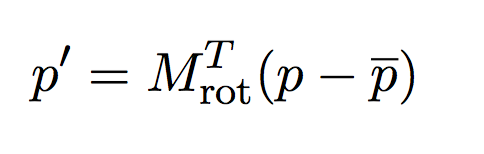 p′ = M_rot^T (p − p̅)